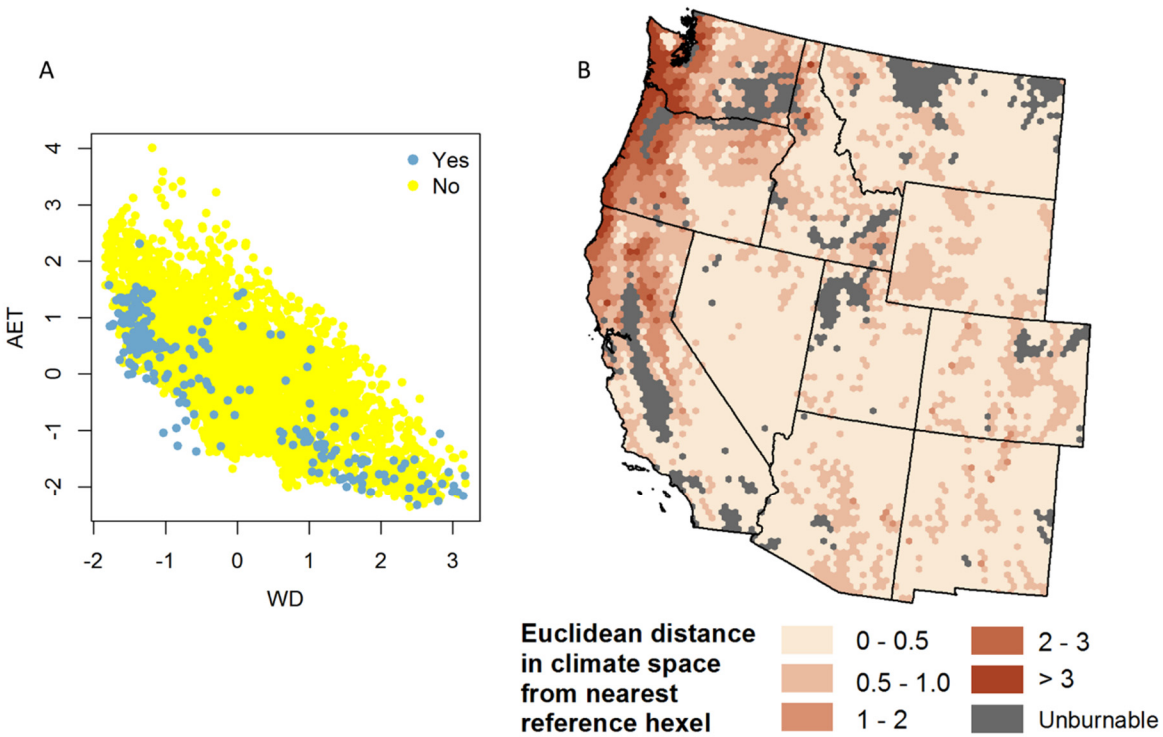 A
B
Yes
No
4
3
2
1
0
-1
-2
AET
-2 -1 0 1 2 3
WD
Euclidean distance
in climate space
from nearest
reference hexel
0 - 0.5
0.5 - 1.0
1 - 2
2 - 3
> 3
Unburnable